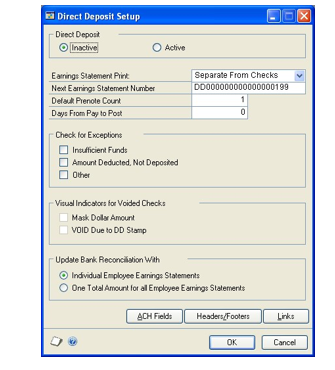 Direct Deposit Setup
Direct Deposit
Inactive
Active
Earnings Statement Print: Separate From Checks
Next Earnings Statement Number DD000000000000000199
Default Prenote Count 1
Days From Pay to Post 0
Check for Exceptions
Insufficient Funds
Amount Deducted, Not Deposited
Other
Visual Indicators for Voided Checks
Mask Dollar Amount
VOID Due to DD Stamp
Update Bank Reconciliation With
Individual Employee Earnings Statements
One Total Amount for all Employee Earnings Statements
ACH Fields Headers/Footers Links
OK Cancel